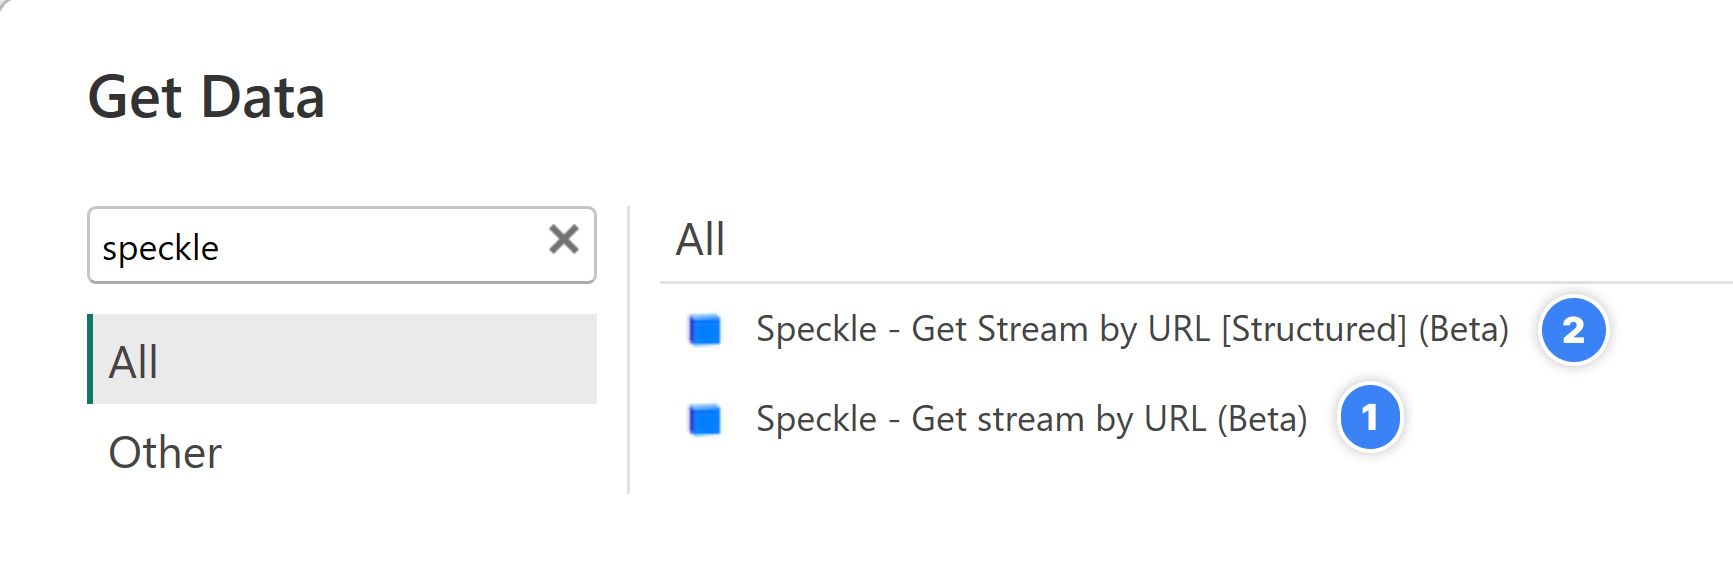 Get Data
speckle
All
Other
All
Speckle - Get Stream by URL [Structured] (Beta) 2
Speckle - Get stream by URL (Beta) 1